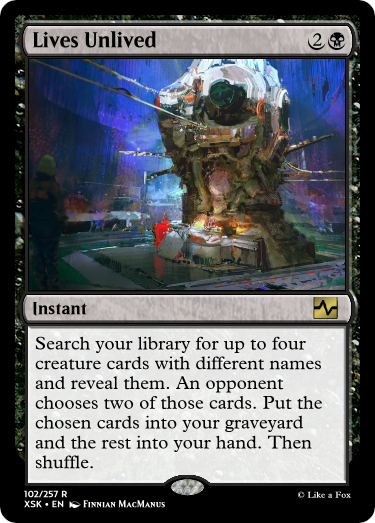 Lives Unlived 2
Instant
Search your library for up to four
creature cards with different names
and reveal them. An opponent
chooses two of those cards. Put the
chosen cards into your graveyard
and the rest into your hand. Then
shuffle.
102/257 R
XSK • EN Finnian MacManus
© Like a Fox